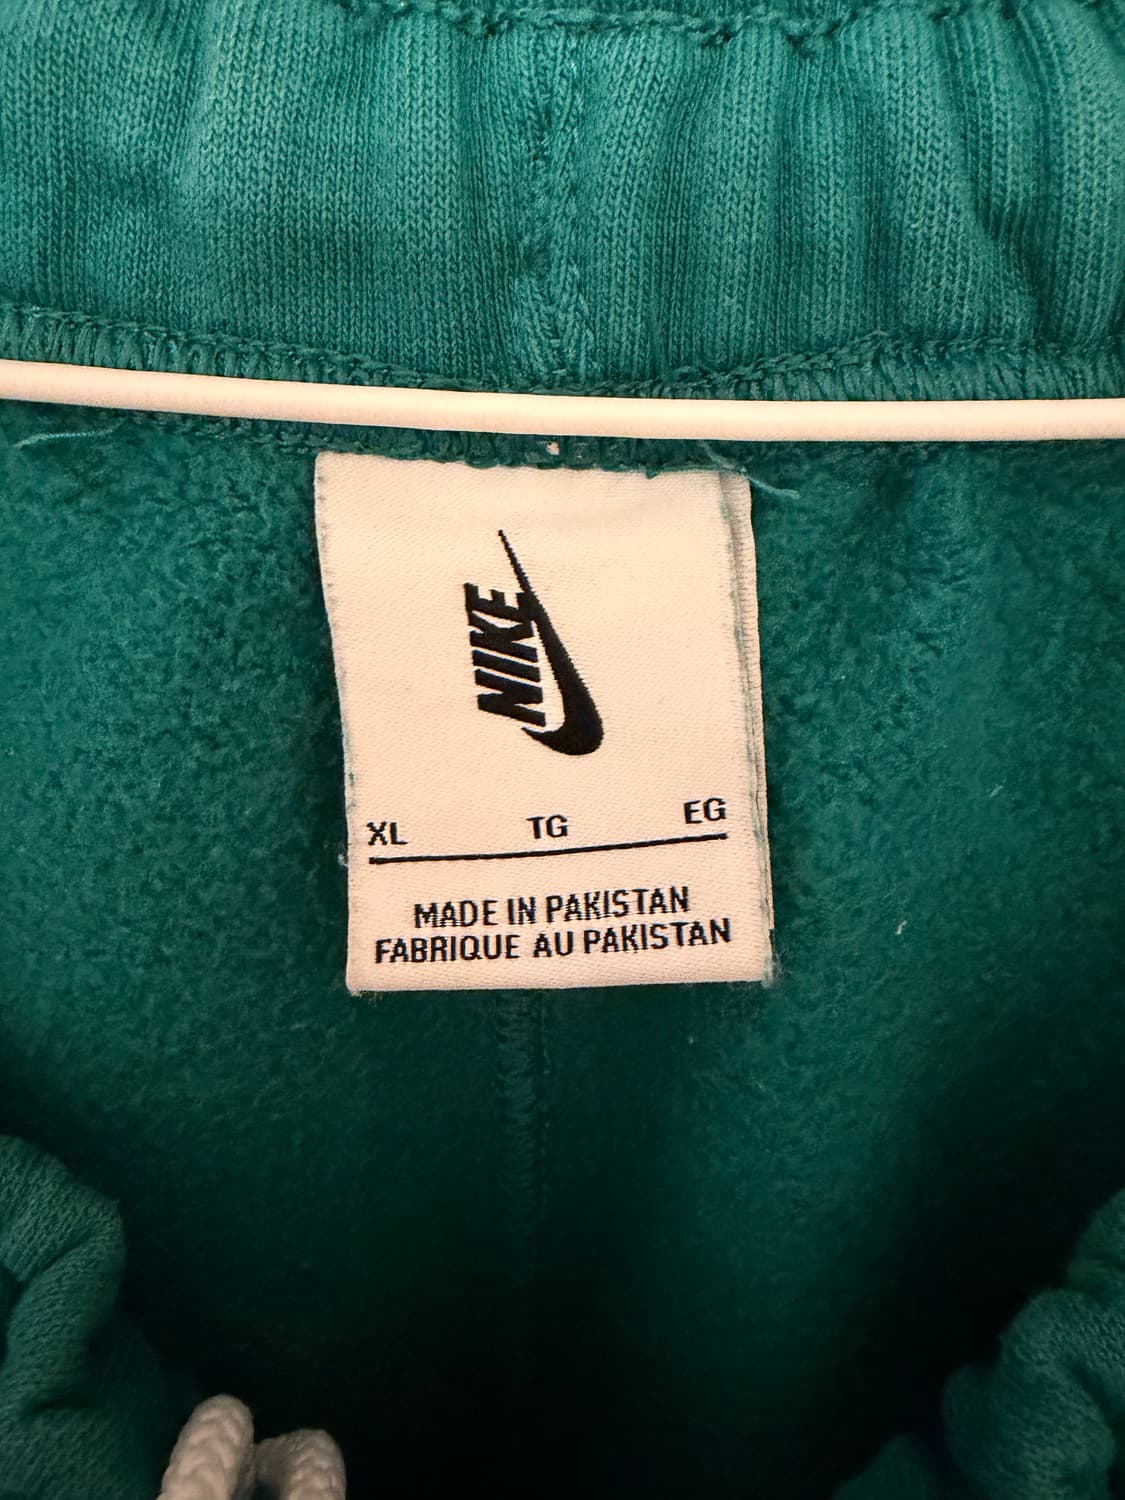 NIKE
XL TG EG
MADE IN PAKISTAN
FABRIQUE AU PAKISTAN